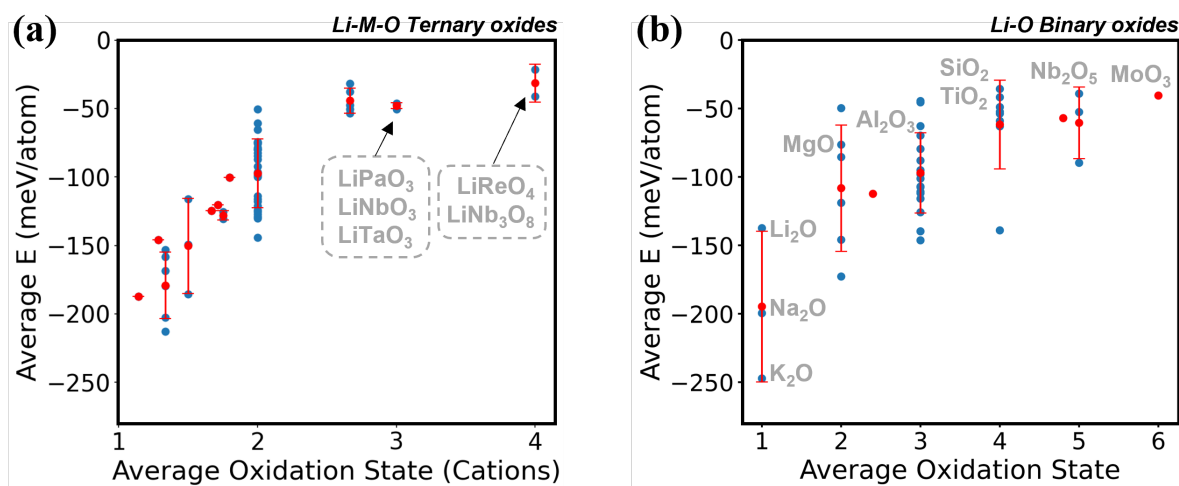 (a)
Li-M-O Ternary oxides
0
−50
−100
−150
−200
−250
Average E (meV/atom)
LiPaO₃
LiNbO₃
LiTaO₃
LiReO₄
LiNb₃O₈
1
2
3
4
Average Oxidation State (Cations)
(b)
Li-O Binary oxides
0
−50
−100
−150
−200
−250
Average E (meV/atom)
SiO₂
TiO₂
Nb₂O₅
MoO₃
Al₂O₃
MgO
Li₂O
Na₂O
K₂O
1
2
3
4
5
6
Average Oxidation State